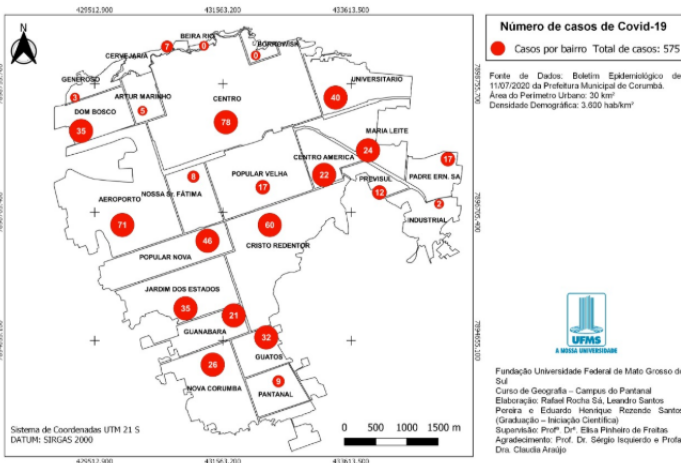 429512,900
431563,200
433613,500
N
BEIRA RIO
7
0
CERVEJARIA
0
GENEROSO
3
ARTUR MARINHO
5
DOM BOSCO
35
CENTRO
78
UNIVERSITARIO
40
MARIA LEITE
24
CENTRO AMERICA
22
17
PADRE ERN. SA
PREVISUL
12
2
INDUSTRIAL
8
NOSSA Sr. FÁTIMA
POPULAR VELHA
17
AEROPORTO
71
60
CRISTO REDENTOR
46
POPULAR NOVA
JARDIM DOS ESTADOS
35
21
GUANABARA
32
GUATOS
26
NOVA CORUMBA
9
PANTANAL
Sistema de Coordenadas UTM 21 S
DATUM: SIRGAS 2000
0 500 1000 1500 m
429512,900
431563,200
433613,500
Número de casos de Covid-19
Casos por bairro Total de casos: 575
Fonte de Dados: Boletim Epidemiológico de
11/07/2020 da Prefeitura Municipal de Corumbá.
Área do Perímetro Urbano: 30 km²
Densidade Demográfica: 3.600 hab/km²
UFMS
A NOSSA UNIVERSIDADE
Fundação Universidade Federal de Mato Grosso do
Sul
Curso de Geografia – Campus do Pantanal
Elaboração: Rafael Rocha Sá, Leandro Santos
Pereira e Eduardo Henrique Rezende Santos
(Graduação – Iniciação Científica)
Supervisão: Profª. Drª. Elisa Pinheiro de Freitas
Agradecimento: Prof. Dr. Sérgio Isquierdo e Profa.
Dra. Claudia Araújo